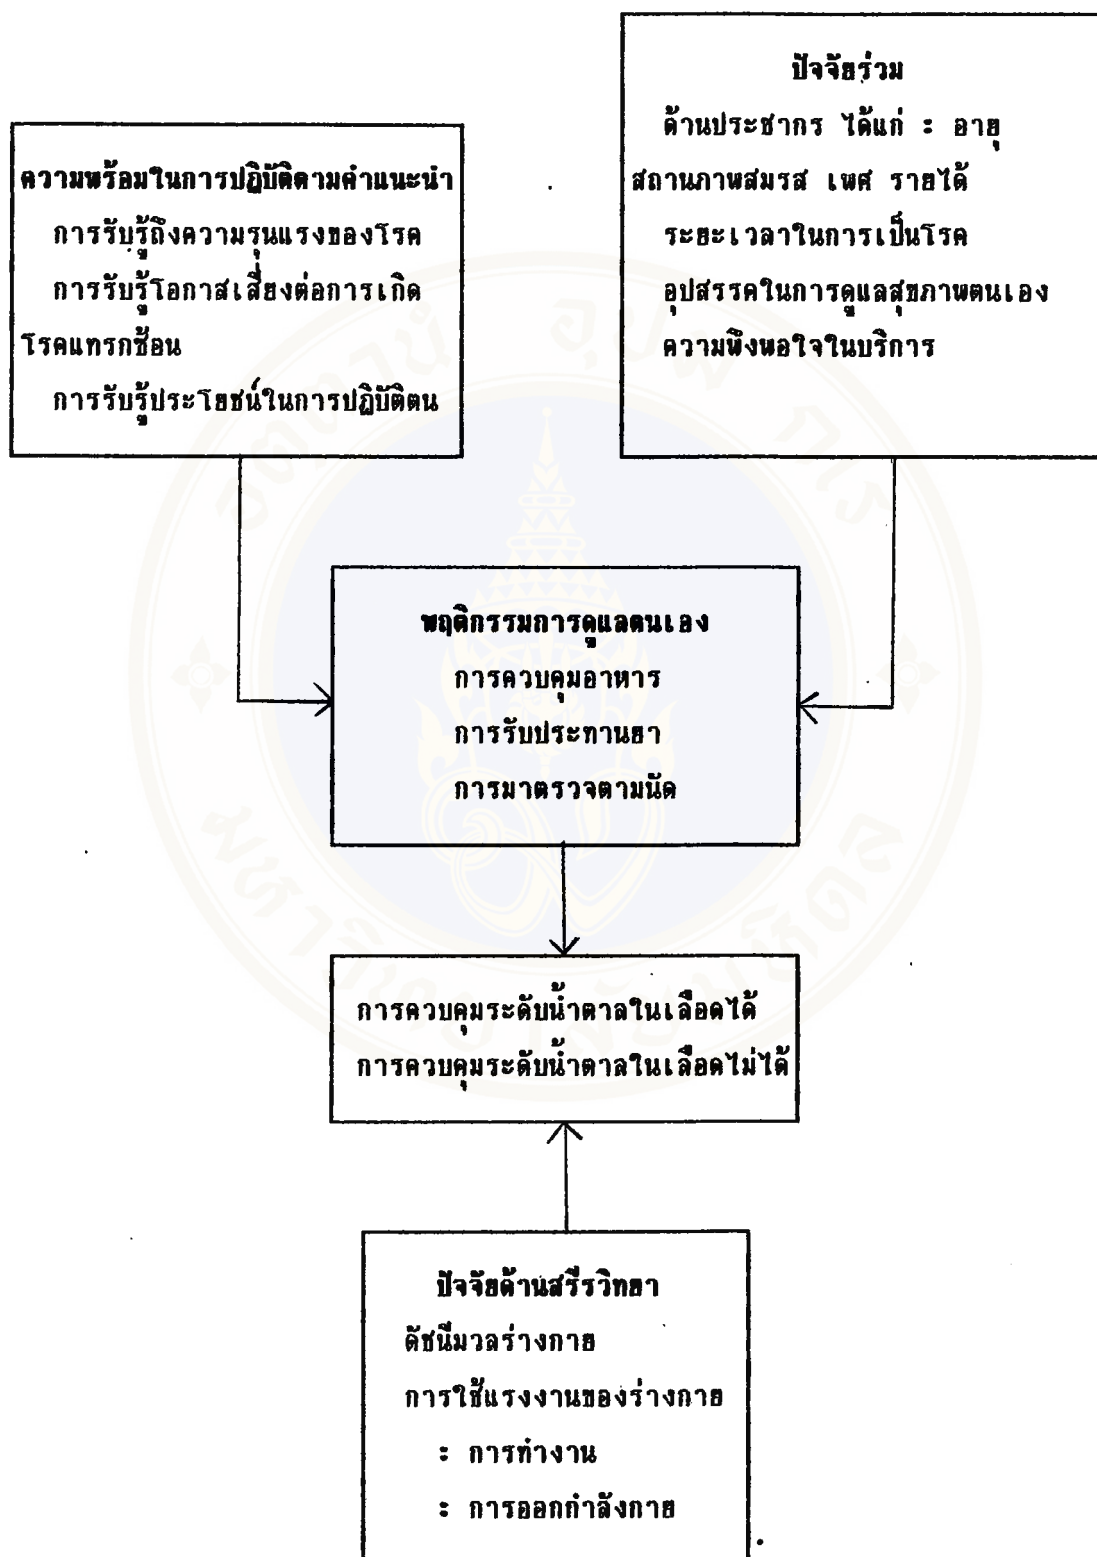 ปัจจัยร่วม
ด้านประชากร ได้แก่ : อายุ
สถานภาพสมรส เพศ รายได้
ระยะเวลาในการเป็นโรค
อุปสรรคในการดูแลสุขภาพตนเอง
ความพึงพอใจในบริการ
ความพร้อมในการปฏิบัติตามคำแนะนำ
การรับรู้ถึงความรุนแรงของโรค
การรับรู้โอกาสเสี่ยงต่อการเกิด
โรคแทรกซ้อน
การรับรู้ประโยชน์ในการปฏิบัติตน
พฤติกรรมการดูแลตนเอง
การควบคุมอาหาร
การรับประทานยา
การมาตรวจตามนัด
การควบคุมระดับน้ำตาลในเลือดได้
การควบคุมระดับน้ำตาลในเลือดไม่ได้
ปัจจัยด้านสรีรวิทยา
ดัชนีมวลร่างกาย
การใช้แรงงานของร่างกาย
: การทำงาน
: การออกกำลังกาย
มหาวิทยาลัยมหิดล